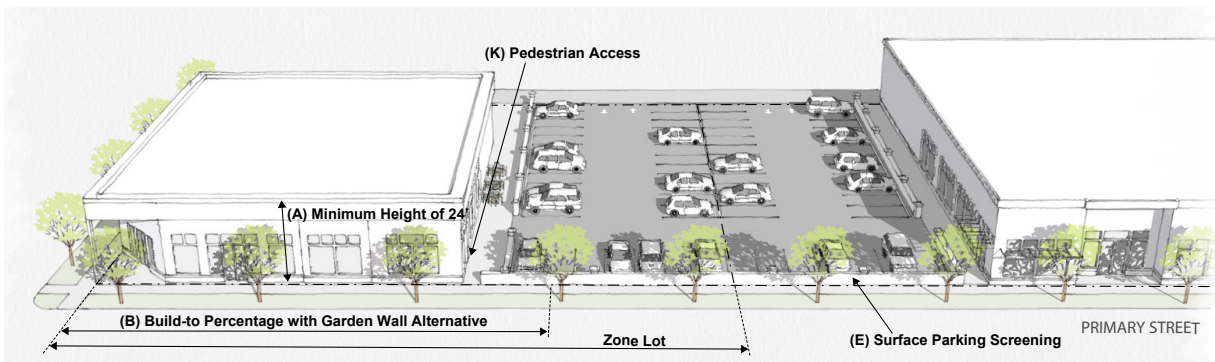 (K) Pedestrian Access
(A) Minimum Height of 24'
(B) Build-to Percentage with Garden Wall Alternative
Zone Lot
(E) Surface Parking Screening
PRIMARY STREET